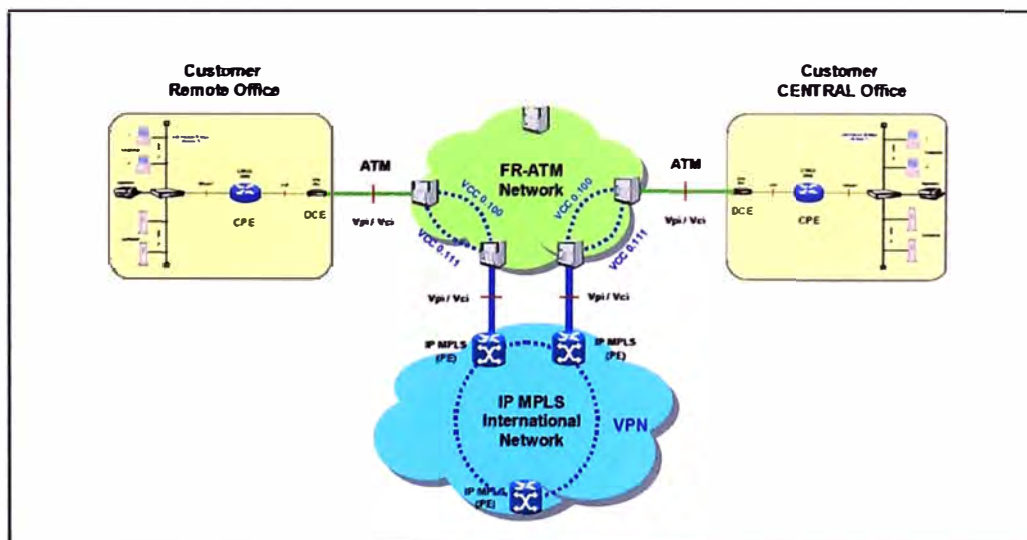 Customer
Remote Office
Customer
CENTRAL Office
FR-ATM
Network
ATM
ATM
VCC 0.100
VCC 0.111
VCC 0.100
VCC 0.111
CPE
DCE
Vpi / Vci
Vpi / Vci
DCE
CPE
Vpi / Vci
Vpi / Vci
IP MPLS
(PE)
IP MPLS
(PE)
IP MPLS
International
Network
VPN
IP MPLS
(PE)